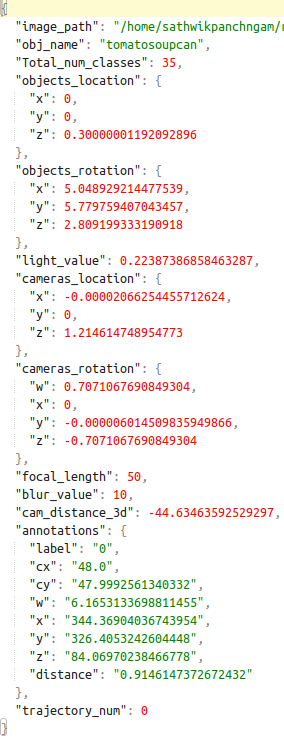 {
"image_path": "/home/sathwikpanchngam/r
"obj_name": "tomatosoupcan",
"Total_num_classes": 35,
"objects_location": {
"x": 0,
"y": 0,
"z": 0.30000001192092896
},
"objects_rotation": {
"x": 5.048929214477539,
"y": 5.779759407043457,
"z": 2.809199333190918
},
"light_value": 0.22387386858463287,
"cameras_location": {
"x": -0.00002066254455712624,
"y": 0,
"z": 1.214614748954773
},
"cameras_rotation": {
"w": 0.7071067690849304,
"x": 0,
"y": -0.000006014509835949866,
"z": -0.7071067690849304
},
"focal_length": 50,
"blur_value": 10,
"cam_distance_3d": -44.63463592529297,
"annotations": {
"label": "0",
"cx": "48.0",
"cy": "47.9992561340332",
"w": "6.1653133698811455",
"x": "344.36904036743954",
"y": "326.4053242604448",
"z": "84.06970238466778",
"distance": "0.9146147372672432"
},
"trajectory_num": 0
}